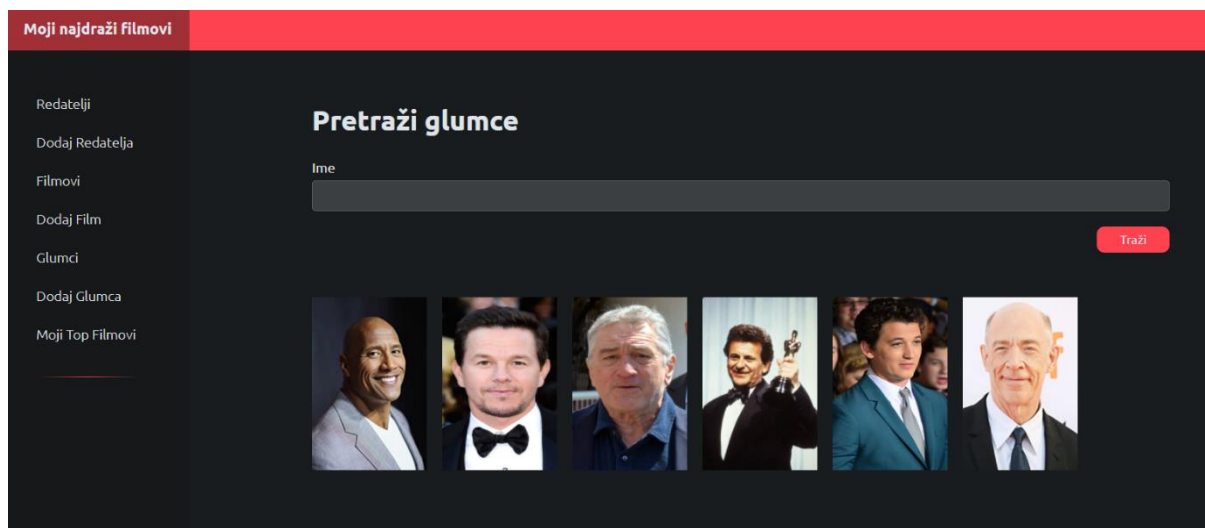 Moji najdraži filmovi
Redatelji
Dodaj Redatelja
Filmovi
Dodaj Film
Glumci
Dodaj Glumca
Moji Top Filmovi
Pretraži glumce
Ime
Traži